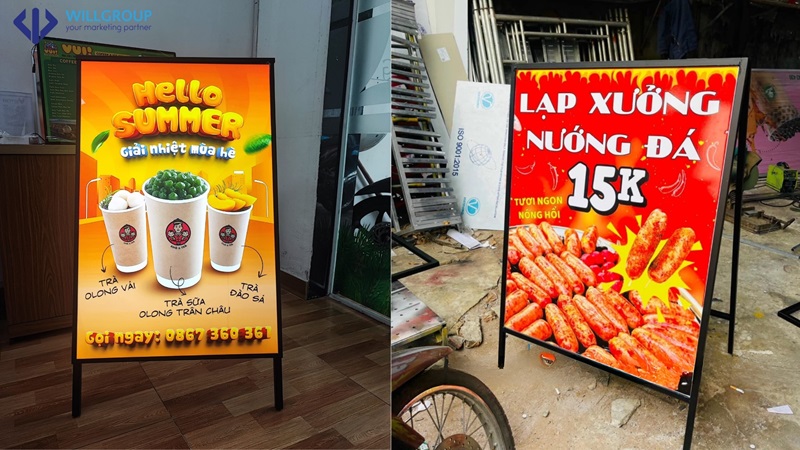 WILLGROUP
your marketing partner
VUI!
Hello
SUMMER
Giải nhiệt mùa hè
TRÀ
OLONG VẢI
TRÀ SỮA
OLONG TRÂN CHÂU
TRÀ
ĐÀO SẢ
Gọi ngay: 0867 360 361
ISO 9001:2015
LẠP XƯỞNG
NƯỚNG ĐÁ
15K
TƯƠI NGON
NÓNG HỔI